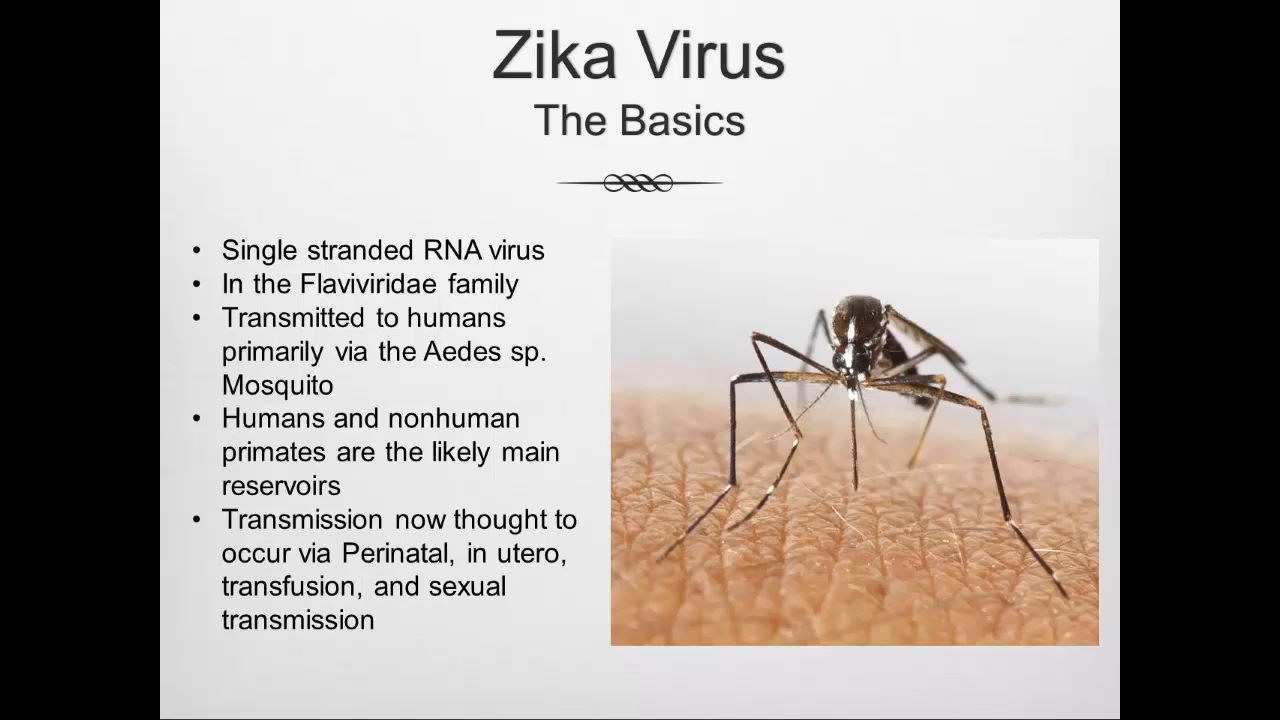 Zika Virus
The Basics
• Single stranded RNA virus
• In the Flaviviridae family
• Transmitted to humans
primarily via the Aedes sp.
Mosquito
• Humans and nonhuman
primates are the likely main
reservoirs
• Transmission now thought to
occur via Perinatal, in utero,
transfusion, and sexual
transmission